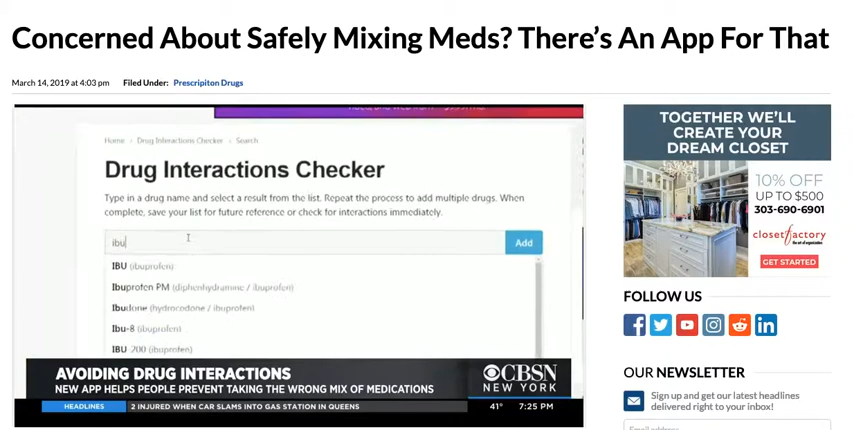 Concerned About Safely Mixing Meds? There's An App For That
March 14, 2019 at 4:03 pm Filed Under: Prescripiton Drugs
Home › Drug Interactions Checker › Search
Drug Interactions Checker
Type in a drug name and select a result from the list. Repeat the process to add multiple drugs. When
complete, save your list for future reference or check for interactions immediately.
ibu
Add
IBU (ibuprofen)
Ibuprofen PM (diphenhydramine / ibuprofen)
Ibudone (hydrocodone / ibuprofen)
Ibu-8 (ibuprofen)
IBU-200 (ibuprofen)
AVOIDING DRUG INTERACTIONS
NEW APP HELPS PEOPLE PREVENT TAKING THE WRONG MIX OF MEDICATIONS
CBSN
NEW YORK
HEADLINES 2 INJURED WHEN CAR SLAMS INTO GAS STATION IN QUEENS 41° 7:25 PM
TOGETHER WE'LL
CREATE YOUR
DREAM CLOSET
10% OFF
UP TO $500
303-690-6901
closetfactory
the art of organization
GET STARTED
FOLLOW US
OUR NEWSLETTER
Sign up and get our latest headlines
delivered right to your inbox!
Email address